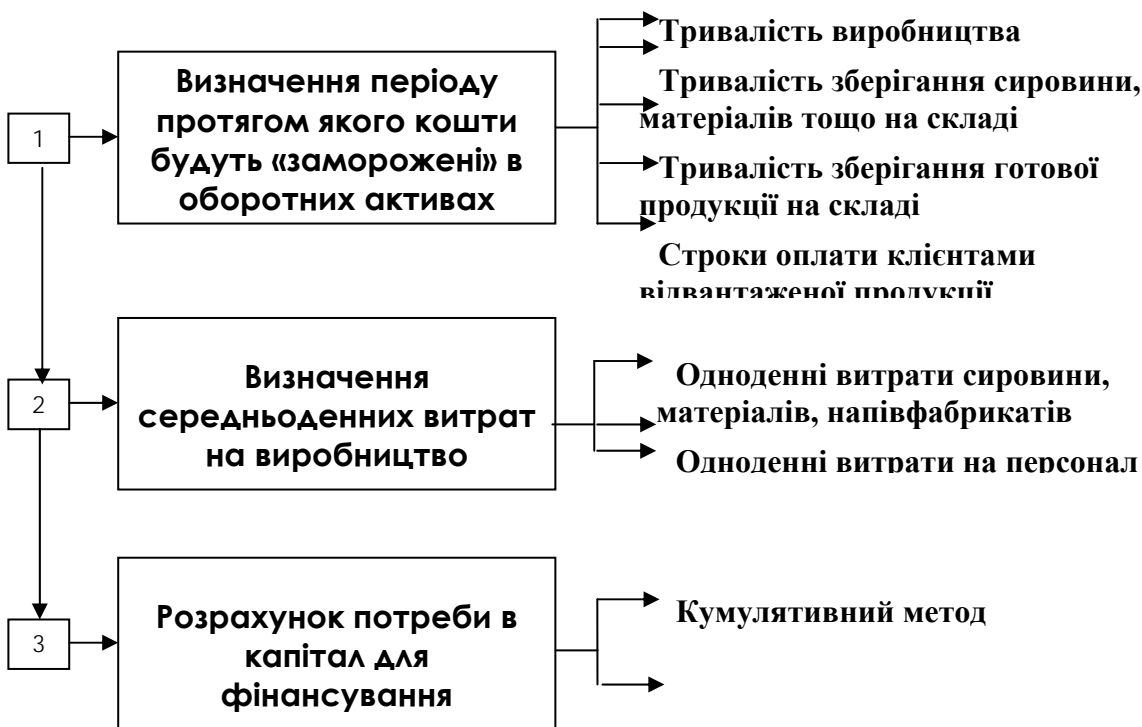 1
Визначення періоду
протягом якого кошти
будуть «заморожені» в
оборотних активах
Тривалість виробництва
Тривалість зберігання сировини,
матеріалів тощо на складі
Тривалість зберігання готової
продукції на складі
Строки оплати клієнтами
відвантаженої продукції
2
Визначення
середньоденних витрат
на виробництво
Одноденні витрати сировини,
матеріалів, напівфабрикатів
Одноденні витрати на персонал
3
Розрахунок потреби в
капітал для
фінансування
Кумулятивний метод